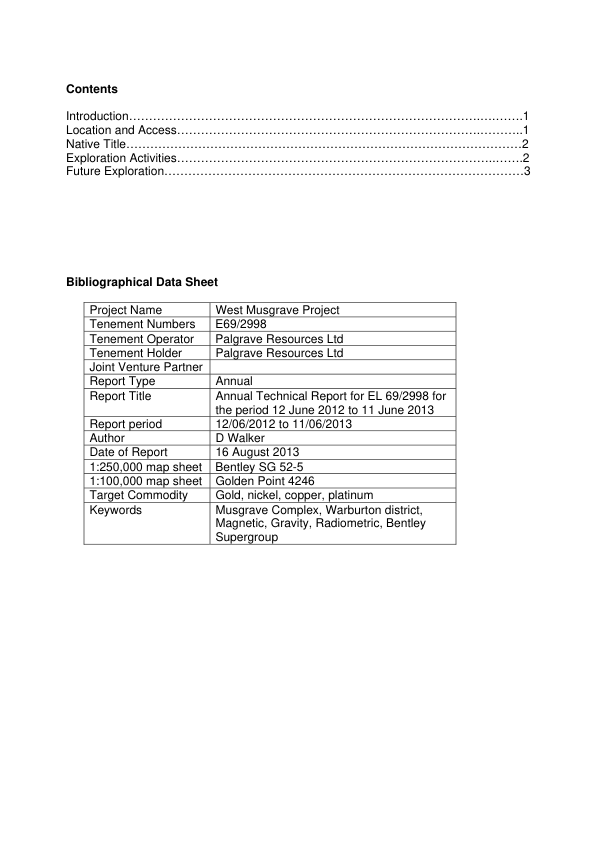 Contents
Introduction……………………………………………………………………………………..…….1
Location and Access…………………………………………………………………………..………..1
Native Title……………………………………………………………………………………….2
Exploration Activities……………………………………………………………………...…….2
Future Exploration………………………………………………………………………………3
Bibliographical Data Sheet
Project Name West Musgrave Project
Tenement Numbers E69/2998
Tenement Operator Palgrave Resources Ltd
Tenement Holder Palgrave Resources Ltd
Joint Venture Partner
Report Type Annual
Report Title Annual Technical Report for EL 69/2998 for
the period 12 June 2012 to 11 June 2013
Report period 12/06/2012 to 11/06/2013
Author D Walker
Date of Report 16 August 2013
1:250,000 map sheet Bentley SG 52-5
1:100,000 map sheet Golden Point 4246
Target Commodity Gold, nickel, copper, platinum
Keywords Musgrave Complex, Warburton district,
Magnetic, Gravity, Radiometric, Bentley
Supergroup